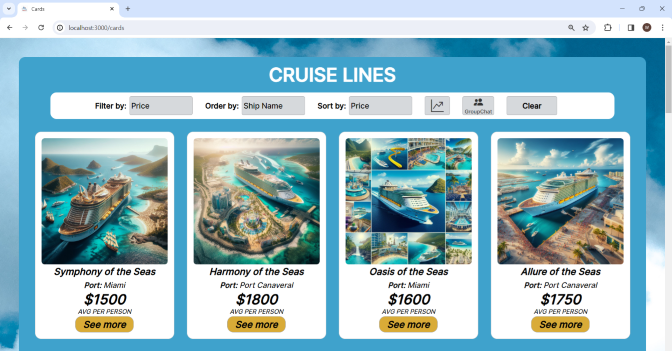 Cards
localhost:3000/cards
CRUISE LINES
Filter by: Price Order by: Ship Name Sort by: Price GroupChat Clear
Symphony of the Seas
Port: Miami
$1500
AVG PER PERSON
See more
Harmony of the Seas
Port: Port Canaveral
$1800
AVG PER PERSON
See more
Oasis of the Seas
Port: Miami
$1600
AVG PER PERSON
See more
Allure of the Seas
Port: Port Canaveral
$1750
AVG PER PERSON
See more